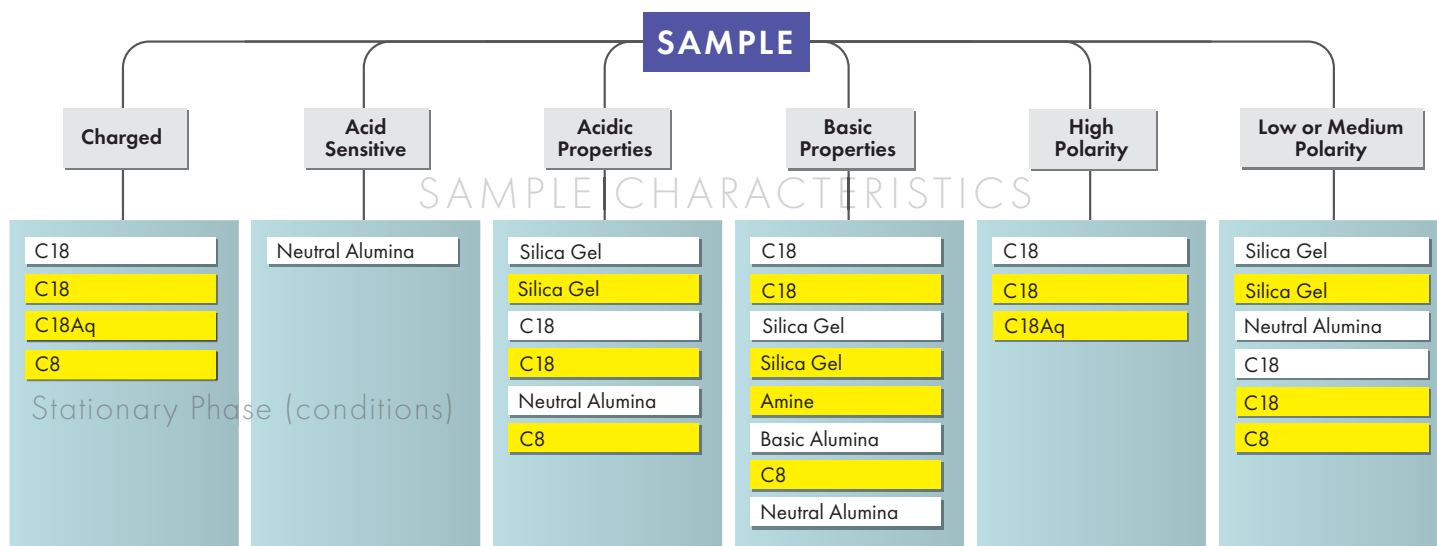 SAMPLE
Charged
Acid
Sensitive
Acidic
Properties
Basic
Properties
High
Polarity
Low or Medium
Polarity
SAMPLE CHARACTERISTICS
C18
C18
C18Aq
C8
Neutral Alumina
Silica Gel
Silica Gel
C18
C18
Neutral Alumina
C8
C18
C18
Silica Gel
Silica Gel
Amine
Basic Alumina
C8
Neutral Alumina
C18
C18
C18Aq
Silica Gel
Silica Gel
Neutral Alumina
C18
C18
C8
Stationary Phase (conditions)